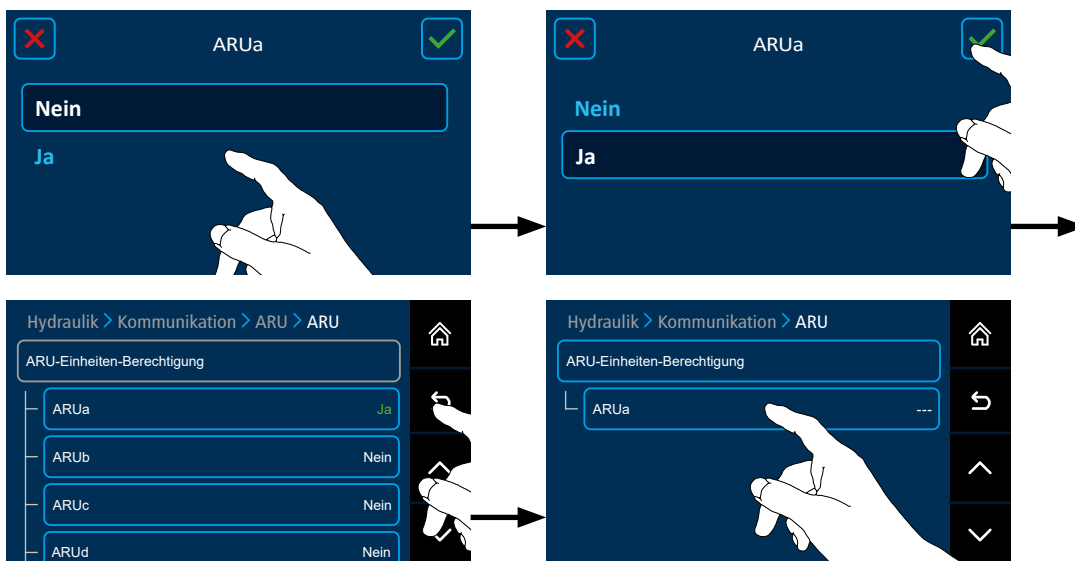 ARUa
Nein
Ja
ARUa
Nein
Ja
Hydraulik > Kommunikation > ARU > ARU
ARU-Einheiten-Berechtigung
ARUa Ja
ARUb Nein
ARUc Nein
ARUd Nein
Hydraulik > Kommunikation > ARU
ARU-Einheiten-Berechtigung
ARUa ---